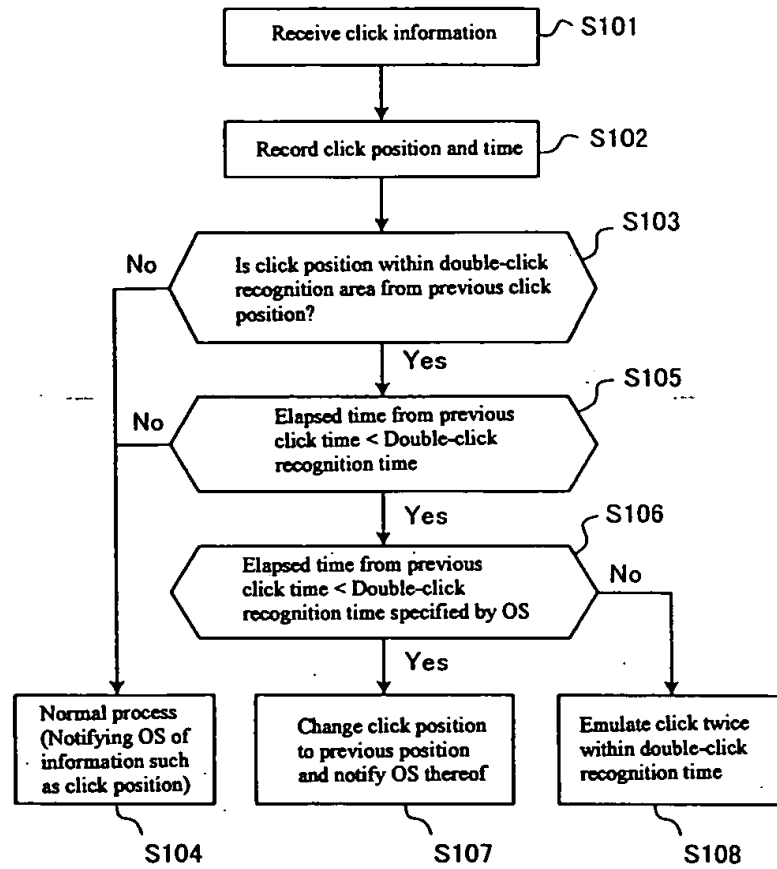 Receive click information
S101
Record click position and time
S102
S103
No
Is click position within double-click
recognition area from previous click
position?
Yes
S105
No
Elapsed time from previous
click time < Double-click
recognition time
Yes
S106
Elapsed time from previous
click time < Double-click
recognition time specified by OS
No
Yes
Normal process
(Notifying OS of
information such
as click position)
Change click position
to previous position
and notify OS thereof
Emulate click twice
within double-click
recognition time
S104
S107
S108